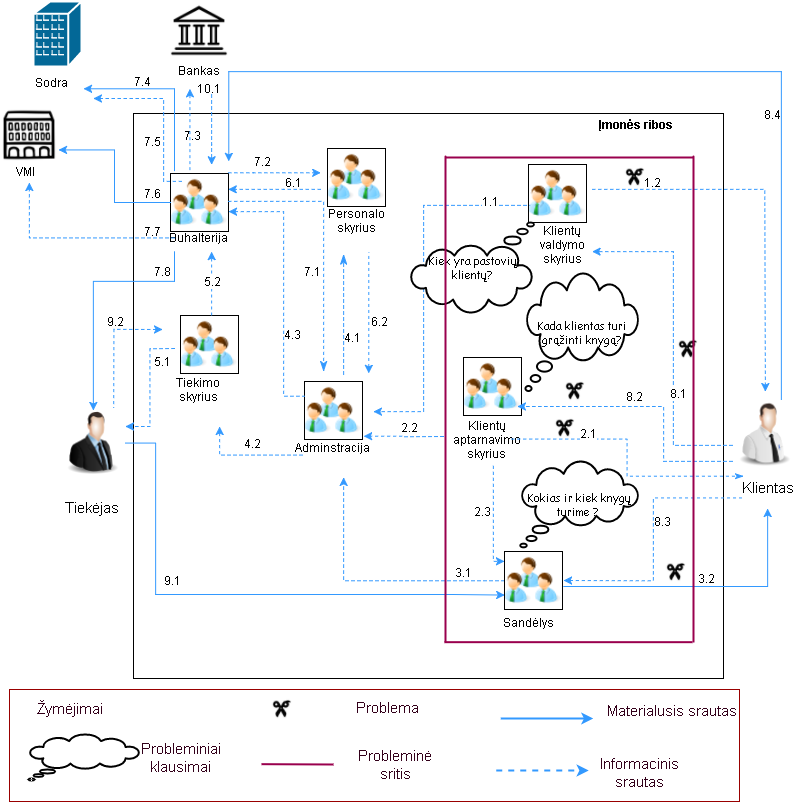 Sodra
Bankas
VMI
Įmonės ribos
7.4
10.1
8.4
7.5
7.3
7.2
6.1
1.1
1.2
7.6
7.7
Buhalterija
Personalo
skyrius
Klientų
valdymo
skyrius
Kiek yra pastovių
klientų?
7.8
7.1
5.2
9.2
4.3
4.1
6.2
Kada klientas turi
grąžinti knygą?
5.1
Tiekimo
skyrius
8.2
8.1
Adminstracija
2.2
Klientų
aptarnavimo
skyrius
2.1
4.2
Tiekėjas
Klientas
Kokias ir kiek knygų
turime ?
2.3
8.3
9.1
3.1
3.2
Sandėlys
Žymėjimai
Problema
Materialusis srautas
Probleminiai
klausimai
Probleminė
sritis
Informacinis
srautas